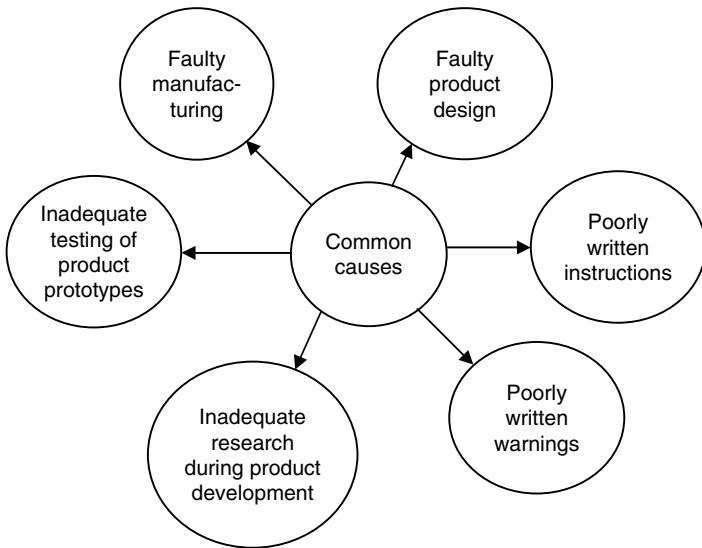 Faulty
manufac-
turing
Faulty
product
design
Inadequate
testing of
product
prototypes
Common
causes
Poorly
written
instructions
Inadequate
research
during product
development
Poorly
written
warnings